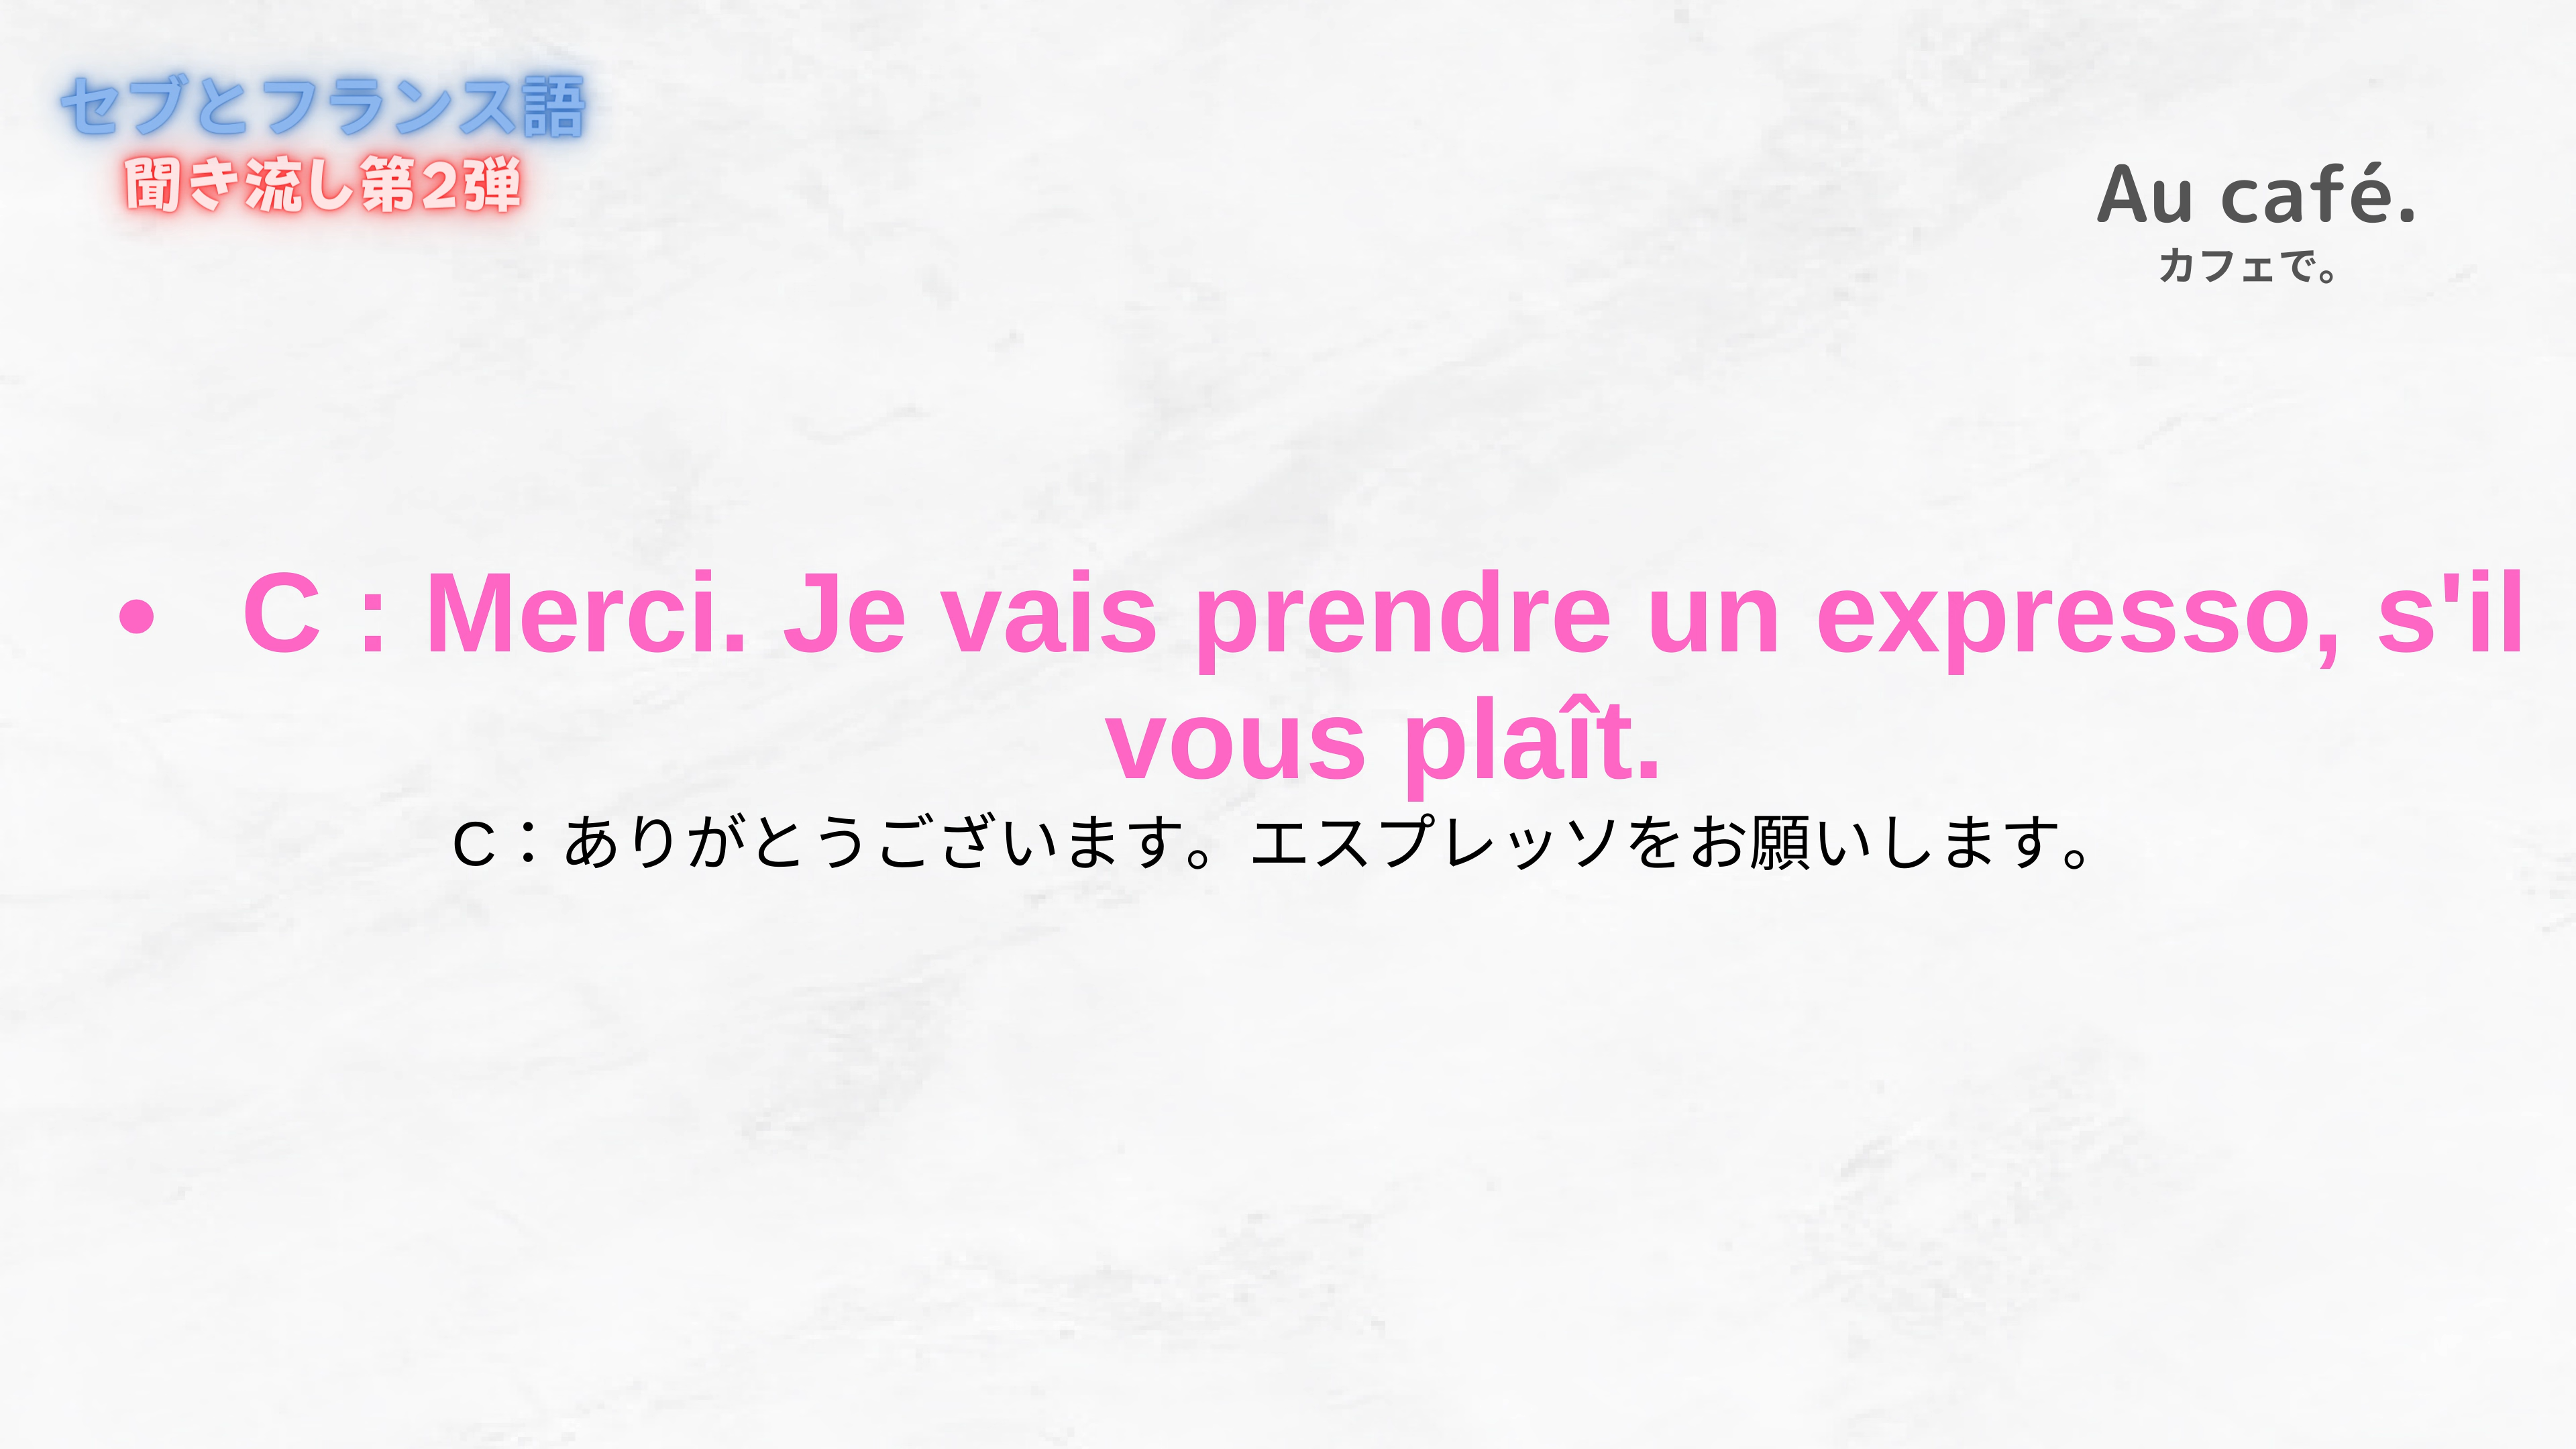 セブとフランス語
聞き流し第2弾
Au café.
カフェで。
• C : Merci. Je vais prendre un expresso, s'il
vous plaît.
C：ありがとうございます。エスプレッソをお願いします。